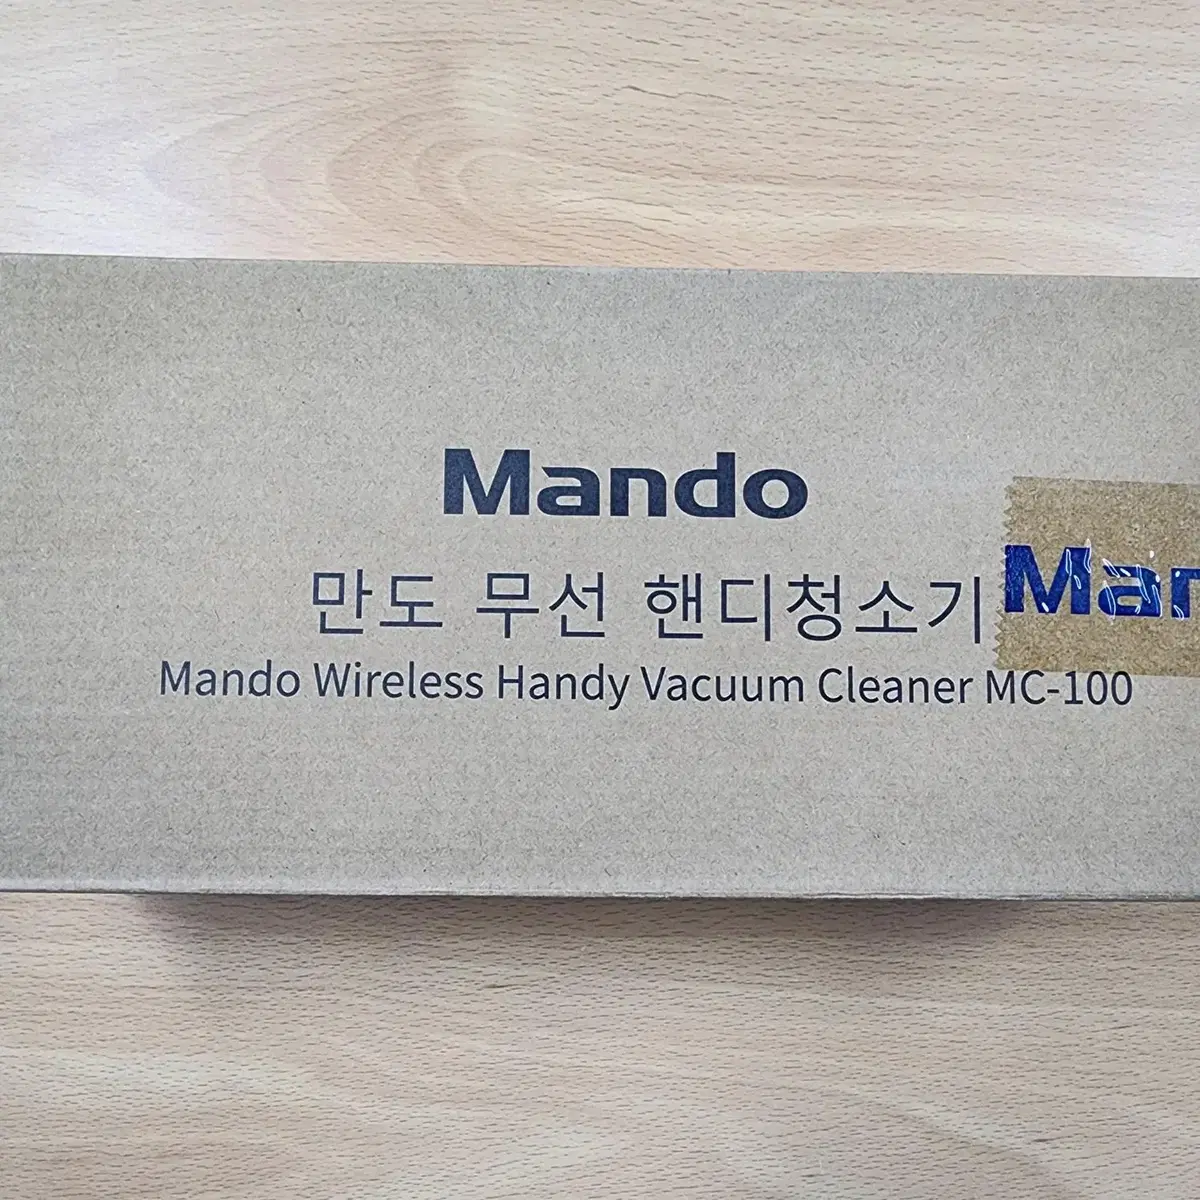 Mando
만도 무선 핸디청소기
Mando Wireless Handy Vacuum Cleaner MC-100